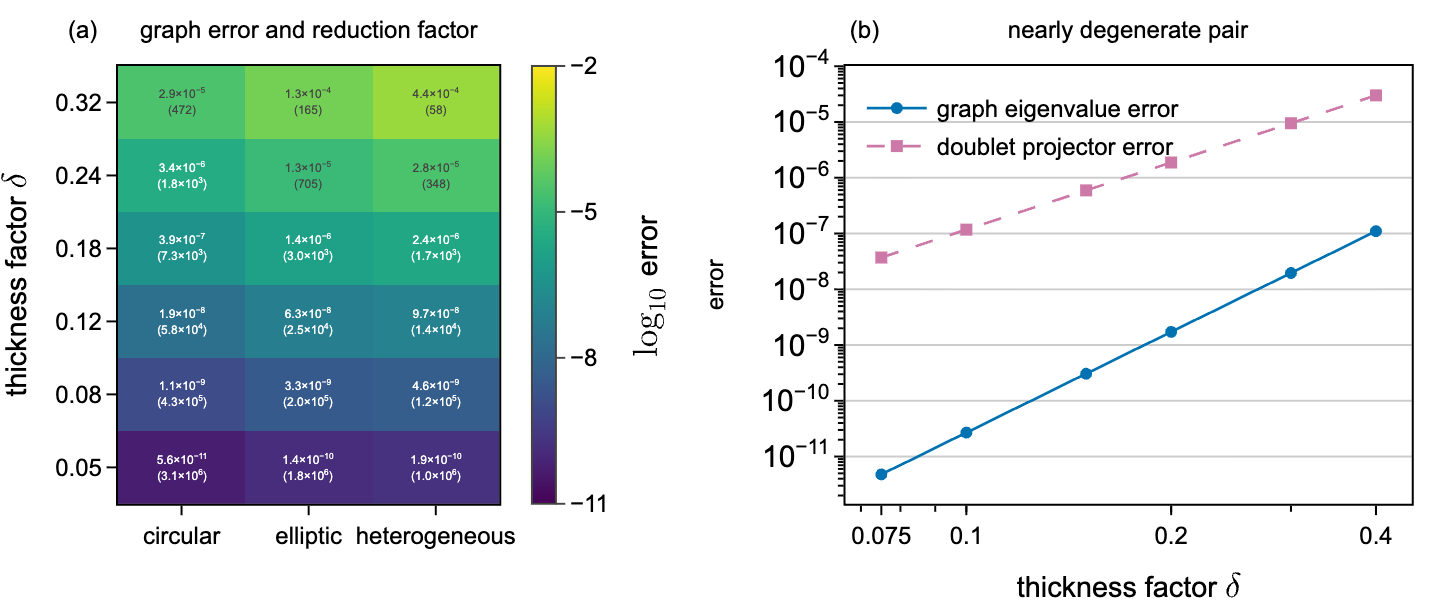 (a) graph error and reduction factor
thickness factor δ
0.32
0.24
0.18
0.12
0.08
0.05
2.9×10⁻⁵ 1.3×10⁻⁴ 4.4×10⁻⁴
(472) (165) (58)
3.4×10⁻⁶ 1.3×10⁻⁵ 2.8×10⁻⁵
(1.8×10³) (705) (348)
3.9×10⁻⁷ 1.4×10⁻⁶ 2.4×10⁻⁶
(7.3×10³) (3.0×10³) (1.7×10³)
1.9×10⁻⁸ 6.3×10⁻⁸ 9.7×10⁻⁸
(5.8×10⁴) (2.5×10⁴) (1.4×10⁴)
1.1×10⁻⁹ 3.3×10⁻⁹ 4.6×10⁻⁹
(4.3×10⁵) (2.0×10⁵) (1.2×10⁵)
5.6×10⁻¹¹ 1.4×10⁻¹⁰ 1.9×10⁻¹⁰
(3.1×10⁶) (1.8×10⁶) (1.0×10⁶)
circular elliptic heterogeneous
−2
−5
−8
−11
log₁₀ error
(b) nearly degenerate pair
error
10⁻⁴
10⁻⁵
10⁻⁶
10⁻⁷
10⁻⁸
10⁻⁹
10⁻¹⁰
10⁻¹¹
graph eigenvalue error
doublet projector error
0.075 0.1 0.2 0.4
thickness factor δ